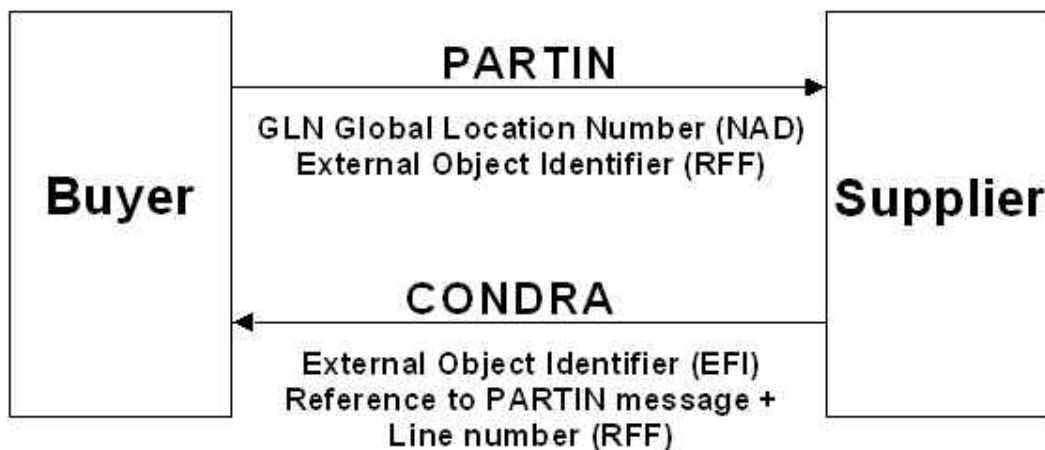 PARTIN
GLN Global Location Number (NAD)
External Object Identifier (RFF)
Buyer
Supplier
CONDRA
External Object Identifier (EFI)
Reference to PARTIN message +
Line number (RFF)